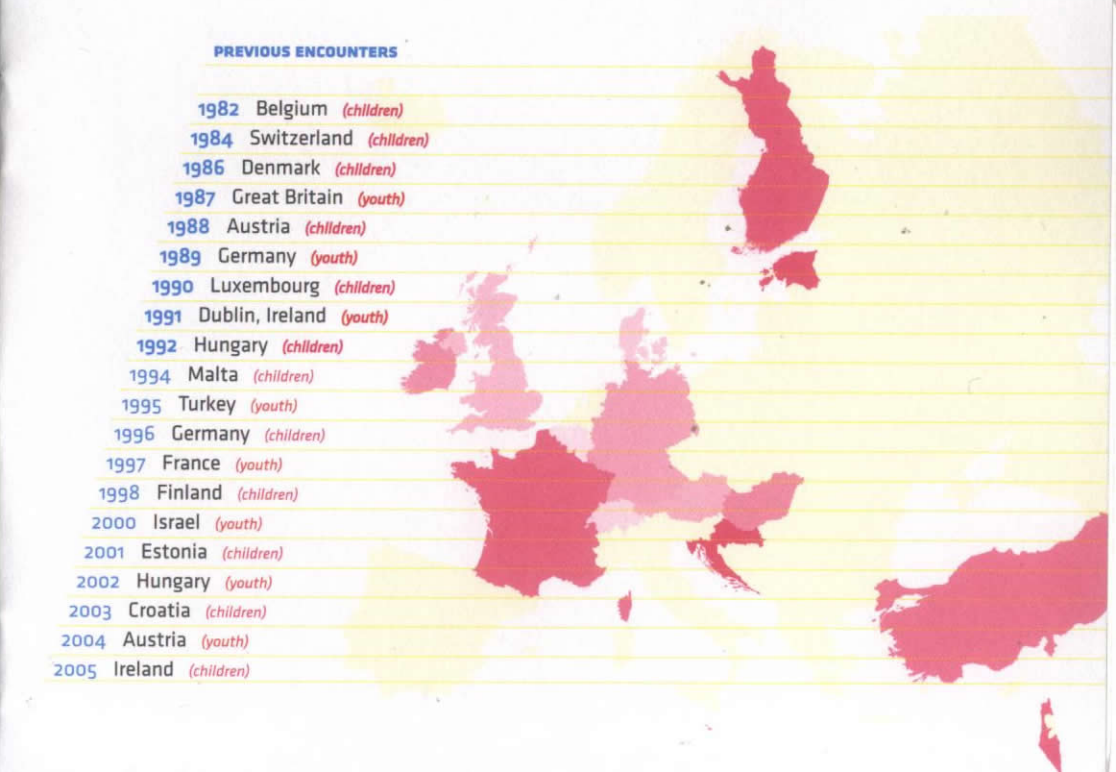 PREVIOUS ENCOUNTERS
1982 Belgium (children)
1984 Switzerland (children)
1986 Denmark (children)
1987 Great Britain (youth)
1988 Austria (children)
1989 Germany (youth)
1990 Luxembourg (children)
1991 Dublin, Ireland (youth)
1992 Hungary (children)
1994 Malta (children)
1995 Turkey (youth)
1996 Germany (children)
1997 France (youth)
1998 Finland (children)
2000 Israel (youth)
2001 Estonia (children)
2002 Hungary (youth)
2003 Croatia (children)
2004 Austria (youth)
2005 Ireland (children)